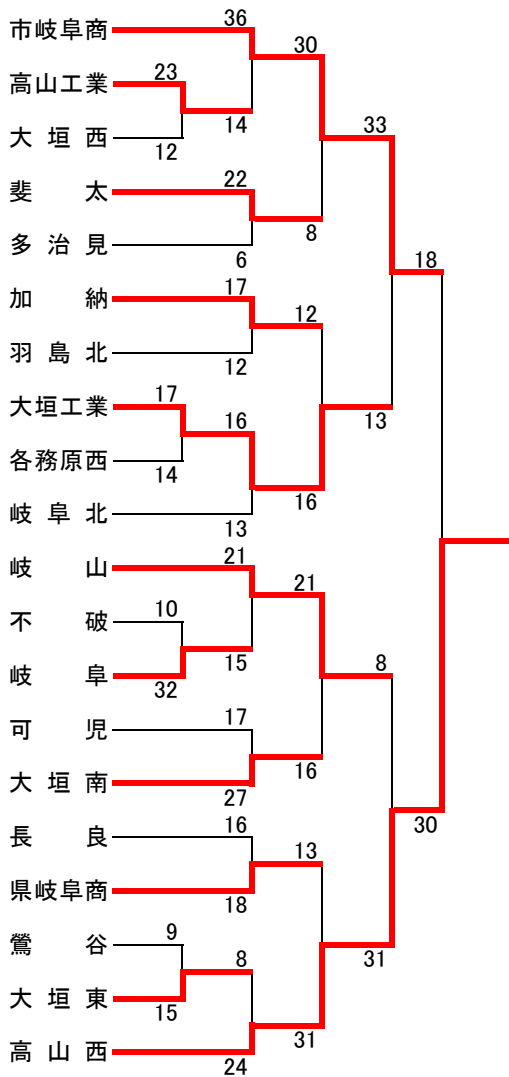 36
市岐阜商
30
23
高山工業
33
14
大垣西
12
22
斐太
8
多治見
6
18
17
加納
12
羽島北
12
17
大垣工業
16
13
各務原西
14
16
岐阜北
13
21
岐山
21
10
不破
8
15
岐阜
32
17
可児
16
大垣南
27
30
16
長良
13
県岐阜商
18
9
鶯谷
8
31
大垣東
15
31
高山西
24